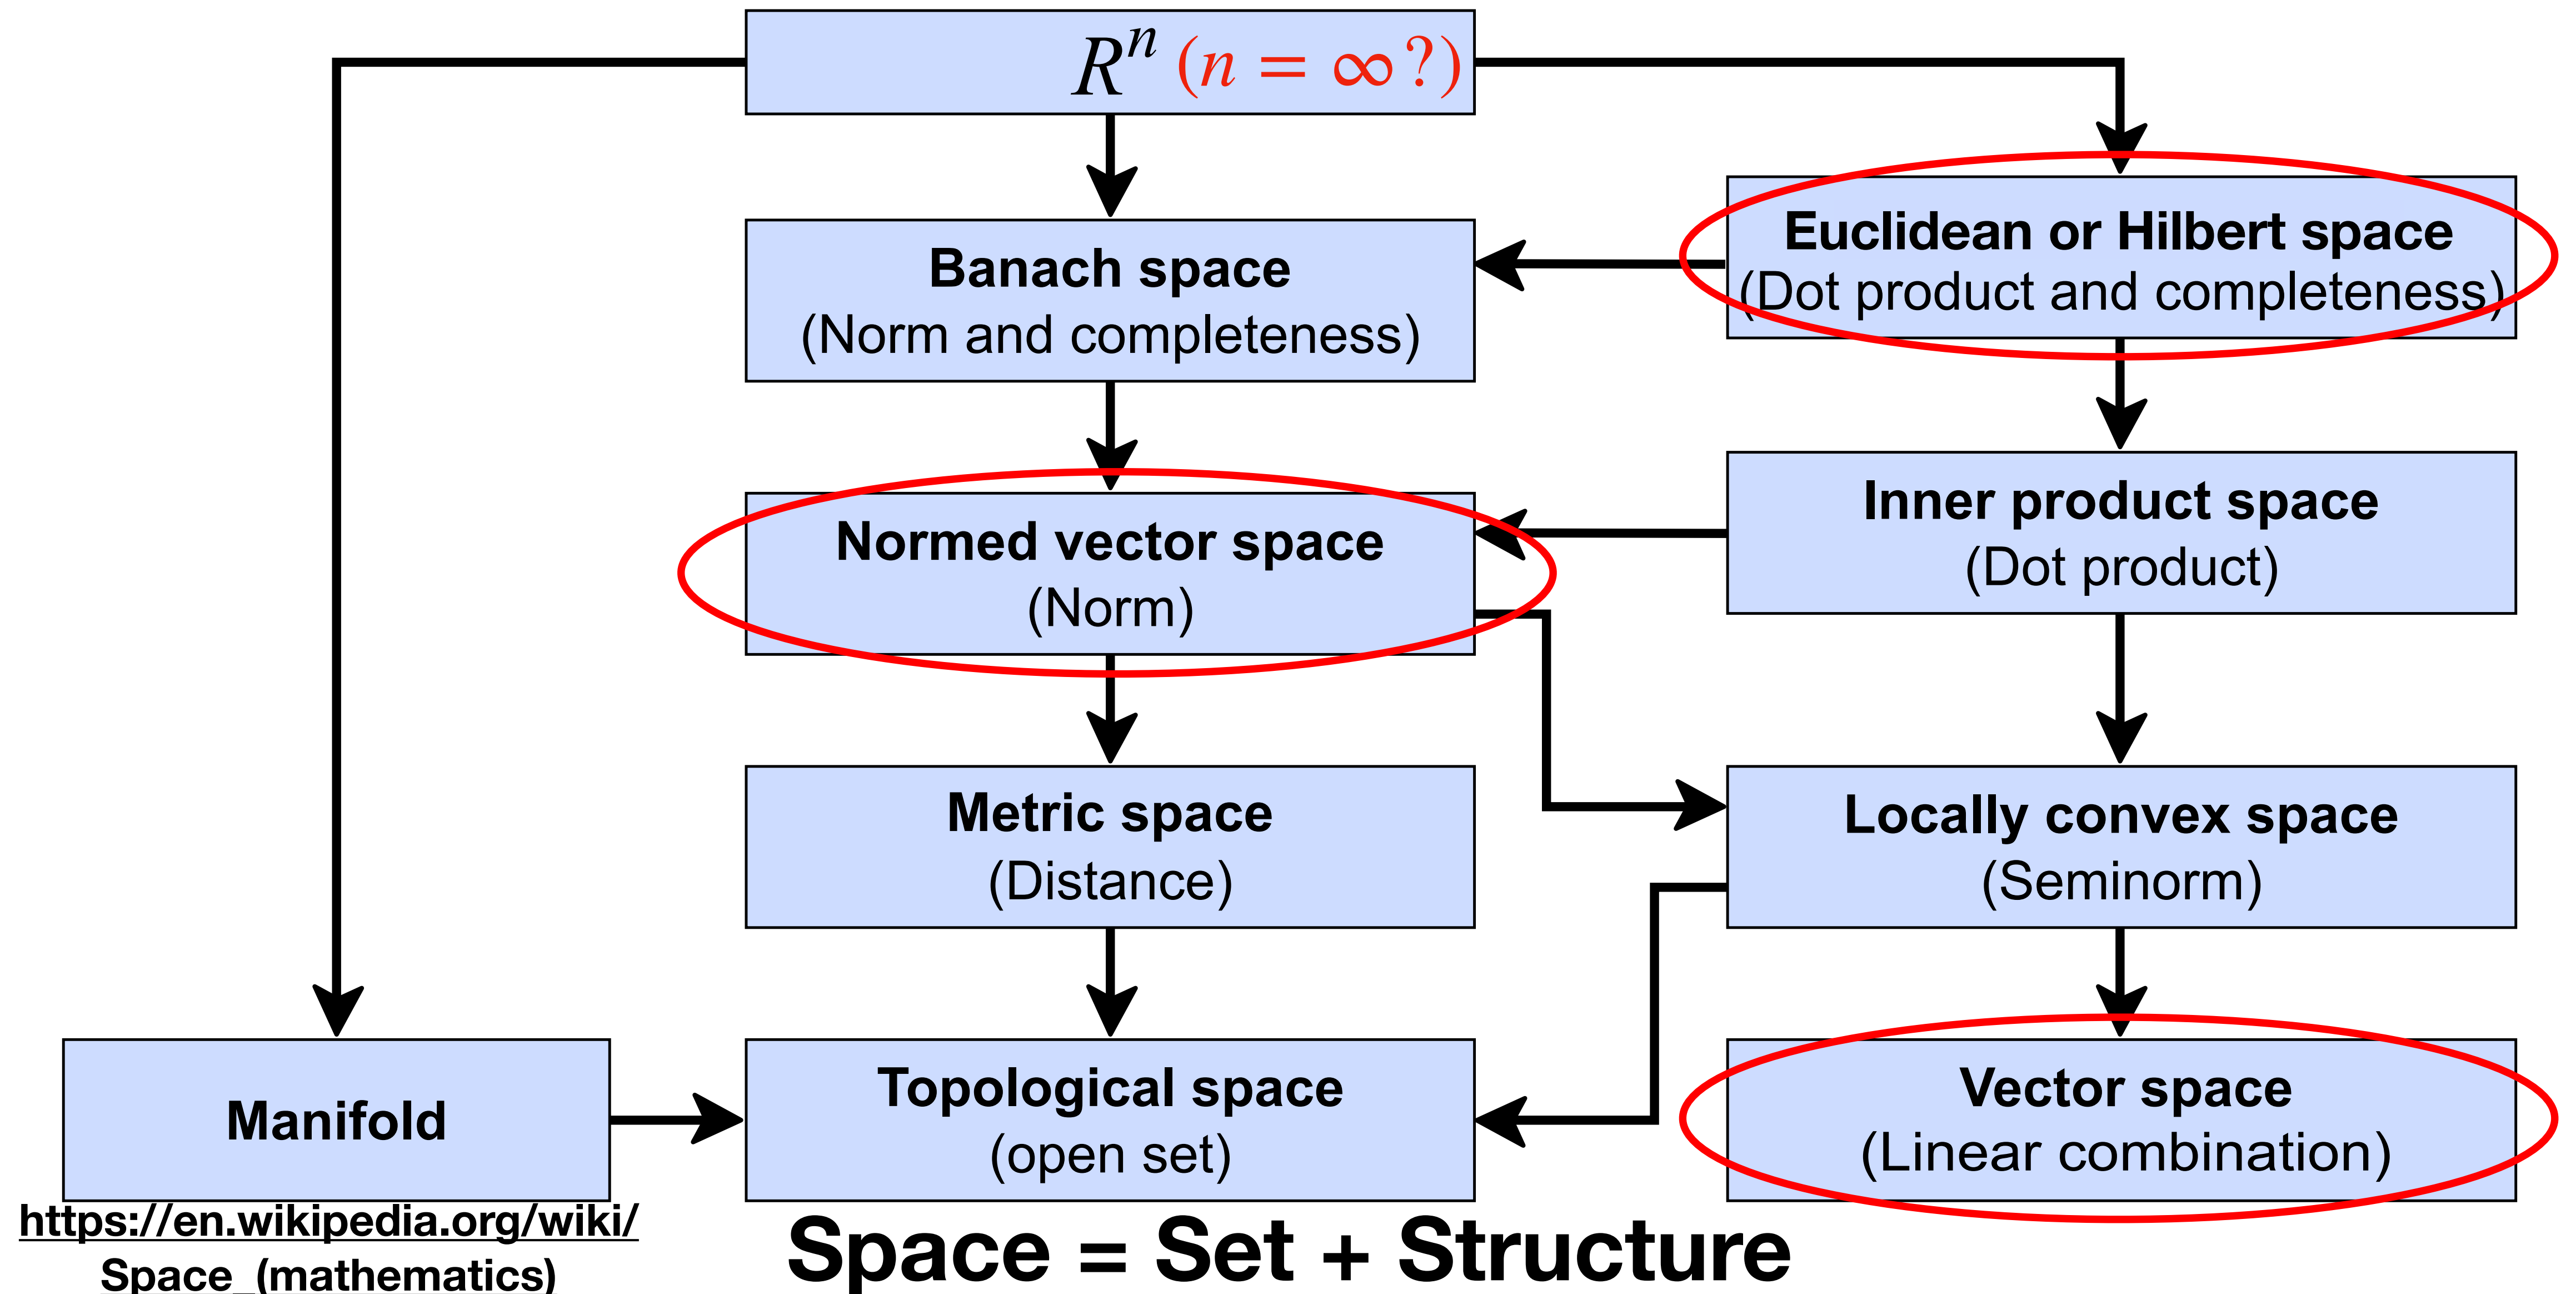 Rⁿ (n = ∞?)
Euclidean or Hilbert space
(Dot product and completeness)
Banach space
(Norm and completeness)
Inner product space
(Dot product)
Normed vector space
(Norm)
Metric space
(Distance)
Locally convex space
(Seminorm)
Manifold
Topological space
(open set)
Vector space
(Linear combination)
https://en.wikipedia.org/wiki/
Space_(mathematics)
Space = Set + Structure